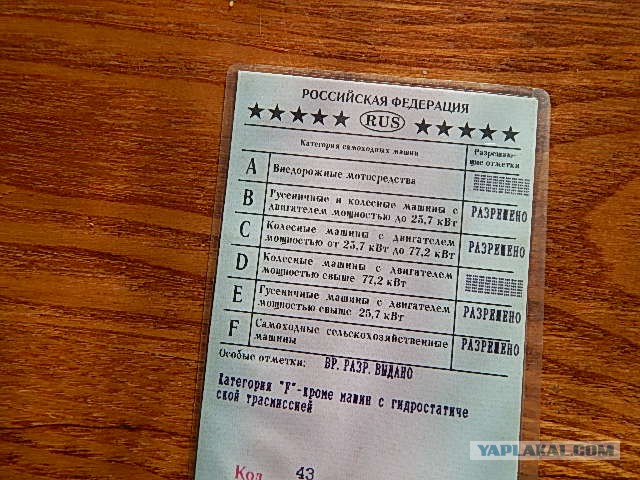 РОССИЙСКАЯ ФЕДЕРАЦИЯ
★★★★★ RUS ★★★★★
Категория самоходных машин
Разрешаю-
щие отметки
A Внедорожные мотосредства
B Гусеничные и колесные машины с
двигателем мощностью до 25,7 кВт
РАЗРЕШЕНО
C Колесные машины с двигателем
мощностью от 25,7 кВт до 77,2 кВт
РАЗРЕШЕНО
D Колесные машины с двигателем
мощностью свыше 77,2 кВт
E Гусеничные машины с двигателем
мощностью свыше 25,7 кВт
РАЗРЕШЕНО
F Самоходные сельскохозяйственные
машины
РАЗРЕШЕНО
Особые отметки: ВР. РАЗР. ВЫДАНО
Категория "F"-кроме машин с гидростатиче
ской трасмиссией
Код 43
YAPLAKAL.COM